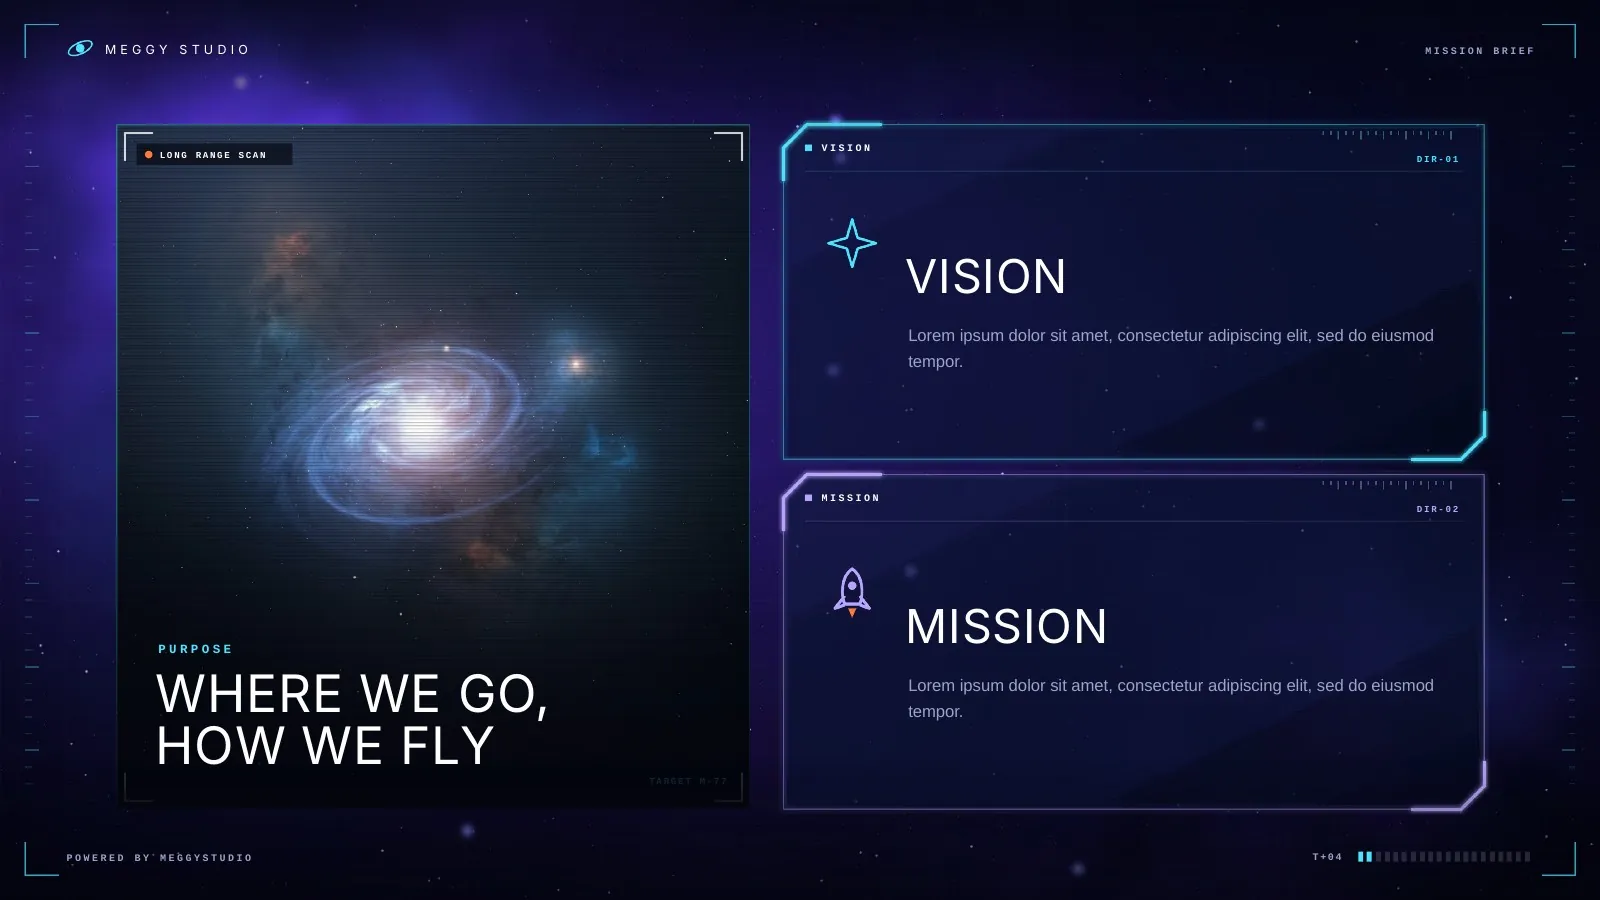 MEGGY STUDIO
MISSION BRIEF
LONG RANGE SCAN
PURPOSE
WHERE WE GO,
HOW WE FLY
TARGET M-77
VISION
DIR-01
VISION
Lorem ipsum dolor sit amet, consectetur adipiscing elit, sed do eiusmod
tempor.
MISSION
DIR-02
MISSION
Lorem ipsum dolor sit amet, consectetur adipiscing elit, sed do eiusmod
tempor.
POWERED BY MEGGYSTUDIO
T+04